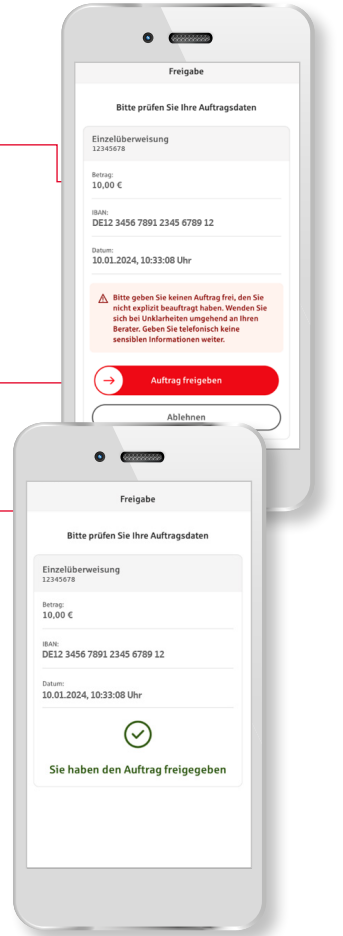 Freigabe
Bitte prüfen Sie Ihre Auftragsdaten
Einzelüberweisung
12345678
Betrag:
10,00 €
IBAN:
DE12 3456 7891 2345 6789 12
Datum:
10.01.2024, 10:33:08 Uhr
Bitte geben Sie keinen Auftrag frei, den Sie
nicht explizit beauftragt haben. Wenden Sie
sich bei Unklarheiten umgehend an Ihren
Berater. Geben Sie telefonisch keine
sensiblen Informationen weiter.
Auftrag freigeben
Ablehnen
Freigabe
Bitte prüfen Sie Ihre Auftragsdaten
Einzelüberweisung
12345678
Betrag:
10,00 €
IBAN:
DE12 3456 7891 2345 6789 12
Datum:
10.01.2024, 10:33:08 Uhr
Sie haben den Auftrag freigegeben